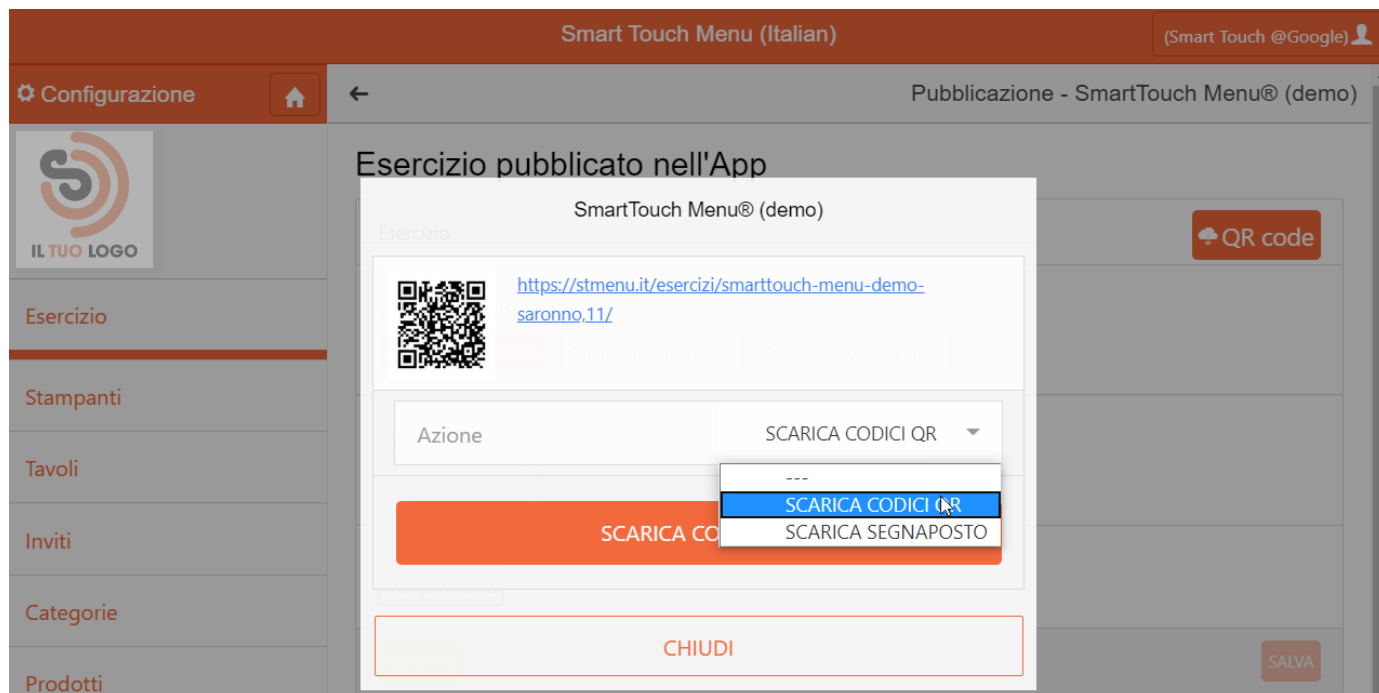 Smart Touch Menu (Italian)
(Smart Touch @Google)
Configurazione
Pubblicazione - SmartTouch Menu® (demo)
IL TUO LOGO
Esercizio
Stampanti
Tavoli
Inviti
Categorie
Prodotti
Esercizio pubblicato nell'App
Esercizio
QR code
SmartTouch Menu® (demo)
https://stmenu.it/esercizi/smarttouch-menu-demo-
saronno,11/
Azione
SCARICA CODICI QR
---
SCARICA CODICI QR
SCARICA SEGNAPOSTO
SCARICA CO
CHIUDI
SALVA